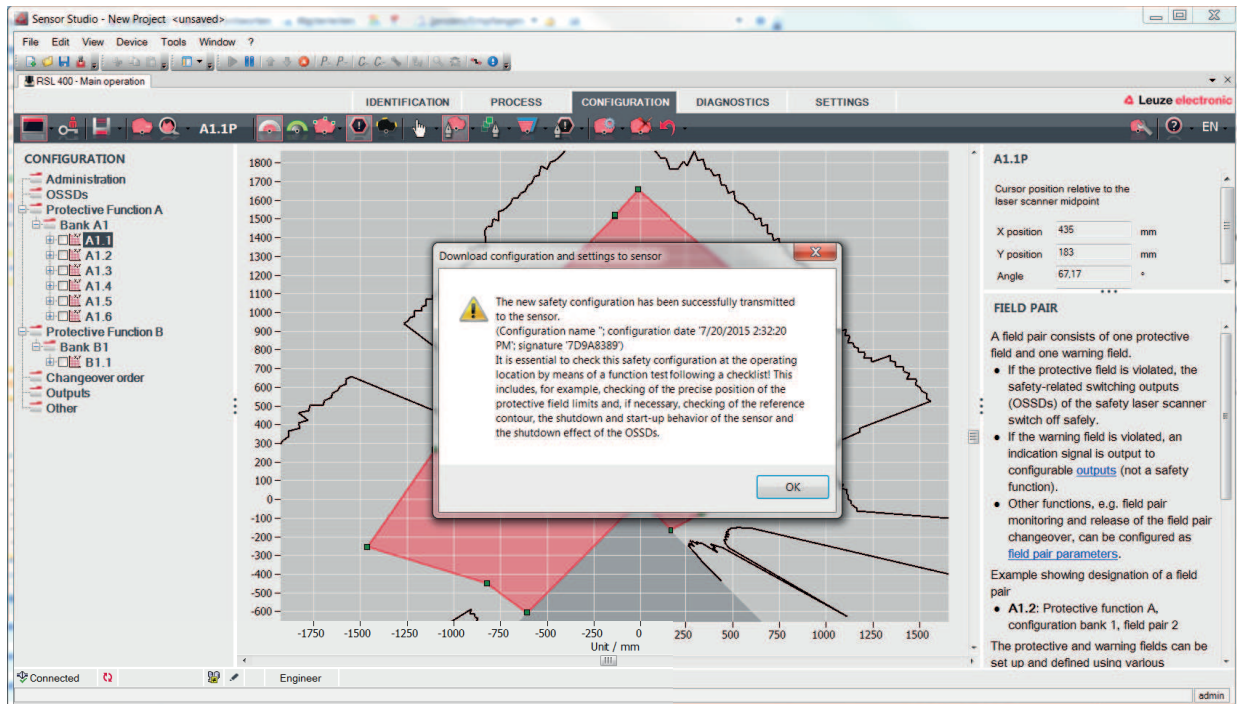 Sensor Studio - New Project <unsaved>
File Edit View Device Tools Window ?
P- P- C- C-
RSL 400 - Main operation
IDENTIFICATION PROCESS CONFIGURATION DIAGNOSTICS SETTINGS
Leuze electronic
A1.1P
EN
CONFIGURATION
Administration
OSSDs
Protective Function A
Bank A1
A1.1
A1.2
A1.3
A1.4
A1.5
A1.6
Protective Function B
Bank B1
B1.1
Changeover order
Outputs
Other
1800
1700
1600
1500
1400
1300
1200
1100
1000
900
800
700
600
500
400
300
200
100
0
-100
-200
-300
-400
-500
-600
-1750 -1500 -1250 -1000 -750 -500 -250 0 250 500 750 1000 1250 1500
Unit / mm
Download configuration and settings to sensor
The new safety configuration has been successfully transmitted
to the sensor.
(Configuration name ''; configuration date '7/20/2015 2:32:20
PM'; signature '7D9A8389')
It is essential to check this safety configuration at the operating
location by means of a function test following a checklist! This
includes, for example, checking of the precise position of the
protective field limits and, if necessary, checking of the reference
contour, the shutdown and start-up behavior of the sensor and
the shutdown effect of the OSSDs.
OK
A1.1P
Cursor position relative to the
laser scanner midpoint
X position 435 mm
Y position 183 mm
Angle 67,17 °
FIELD PAIR
A field pair consists of one protective
field and one warning field.
• If the protective field is violated, the
safety-related switching outputs
(OSSDs) of the safety laser scanner
switch off safely.
• If the warning field is violated, an
indication signal is output to
configurable outputs (not a safety
function).
• Other functions, e.g. field pair
monitoring and release of the field pair
changeover, can be configured as
field pair parameters.
Example showing designation of a field
pair
• A1.2: Protective function A,
configuration bank 1, field pair 2
The protective and warning fields can be
set up and defined using various
Connected
Engineer
admin